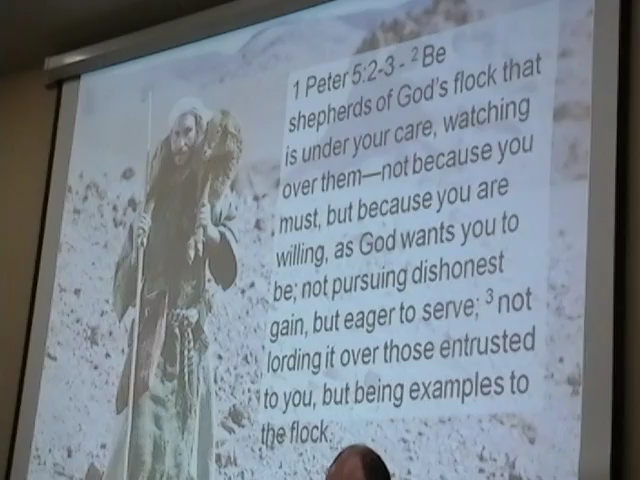 1 Peter 5:2-3 - ² Be
shepherds of God's flock that
is under your care, watching
over them—not because you
must, but because you are
willing, as God wants you to
be; not pursuing dishonest
gain, but eager to serve; ³ not
lording it over those entrusted
to you, but being examples to
the flock.